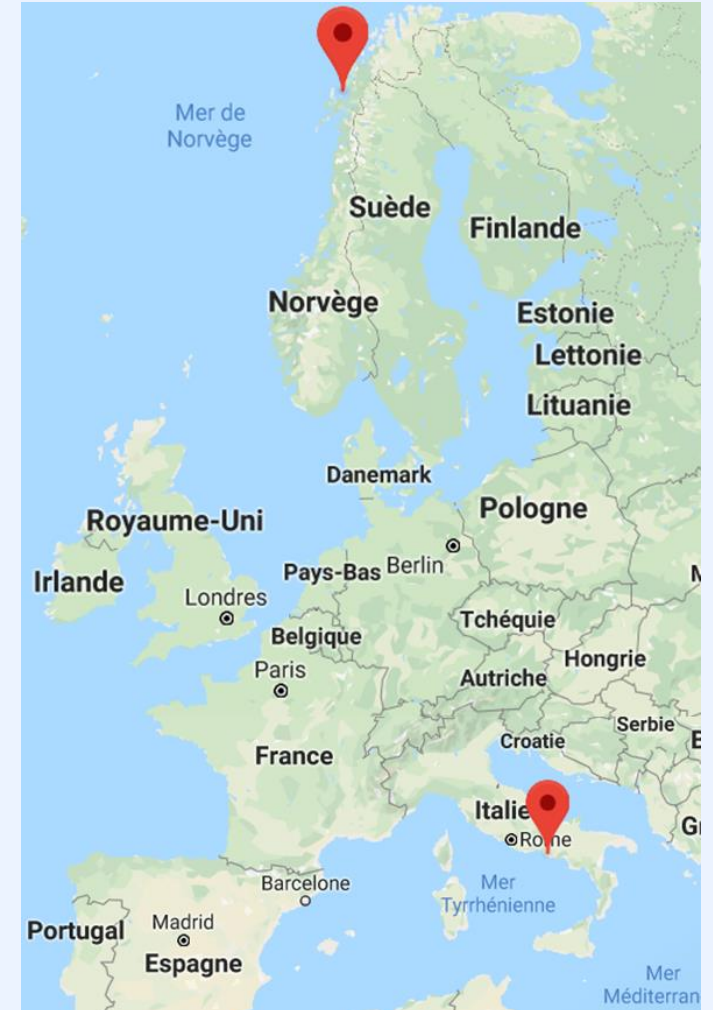 Mer de
Norvège
Suède
Finlande
Norvège
Estonie
Lettonie
Lituanie
Danemark
Royaume-Uni
Pologne
Irlande
Pays-Bas
Berlin
Londres
Tchéquie
Belgique
Hongrie
Paris
Autriche
Serbie
Croatie
France
Italie
Rome
Barcelone
Mer
Tyrrhénienne
Portugal
Madrid
Espagne
Mer
Méditerran